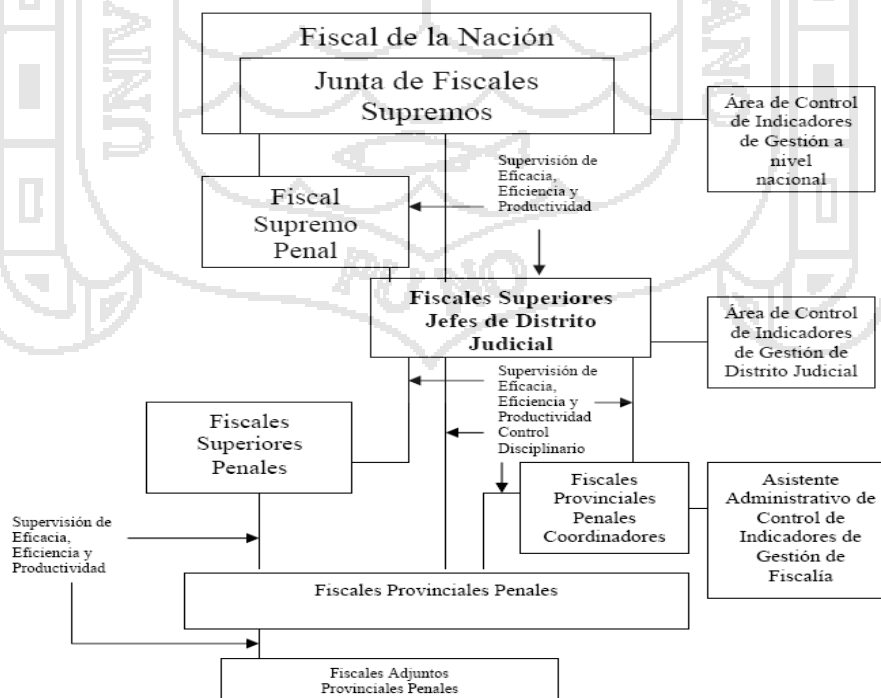 Fiscal de la Nación
Junta de Fiscales
Supremos
Área de Control
de Indicadores
de Gestión a
nivel
nacional
Supervisión de
Eficacia,
Eficiencia y
Productividad
Fiscal
Supremo
Penal
Fiscales Superiores
Jefes de Distrito
Judicial
Área de Control
de Indicadores
de Gestión de
Distrito Judicial
Supervisión de
Eficacia,
Eficiencia y
Productividad
Control
Disciplinario
Fiscales
Superiores
Penales
Fiscales
Provinciales
Penales
Coordinadores
Asistente
Administrativo de
Control de
Indicadores de
Gestión de
Fiscalía
Supervisión de
Eficacia,
Eficiencia y
Productividad
Fiscales Provinciales Penales
Fiscales Adjuntos
Provinciales Penales
PUNO
UNIV
ANO